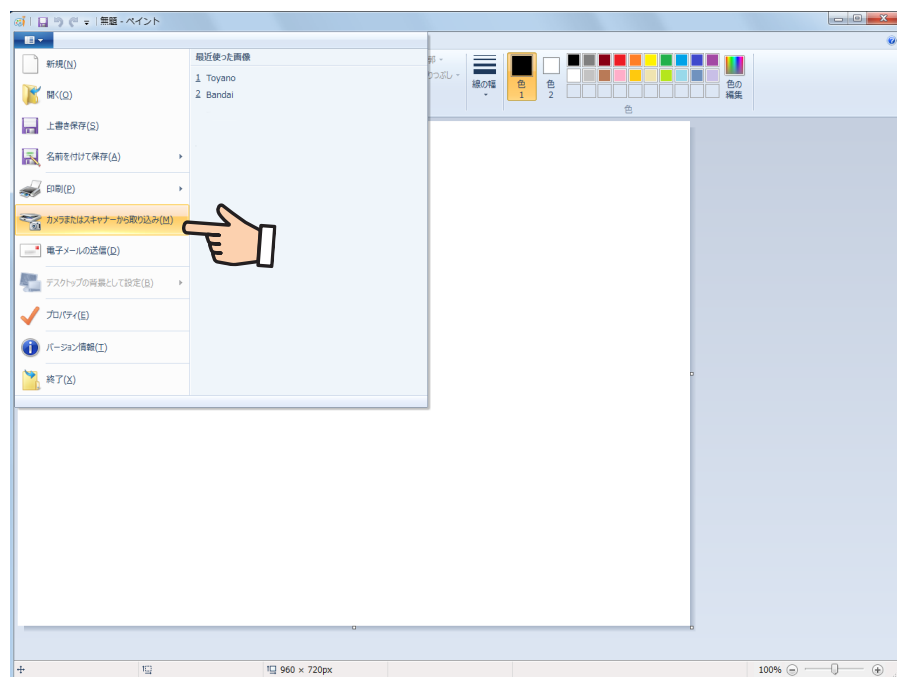 無題 - ペイント
新規(N)
開く(O)
上書き保存(S)
名前を付けて保存(A)
印刷(P)
カメラまたはスキャナーから取り込み(M)
電子メールの送信(D)
デスクトップの背景として設定(B)
プロパティ(E)
バージョン情報(T)
終了(X)
最近使った画像
1 Toyano
2 Bandai
線の幅
色
1
色
2
色の
編集
色
960 × 720px
100%